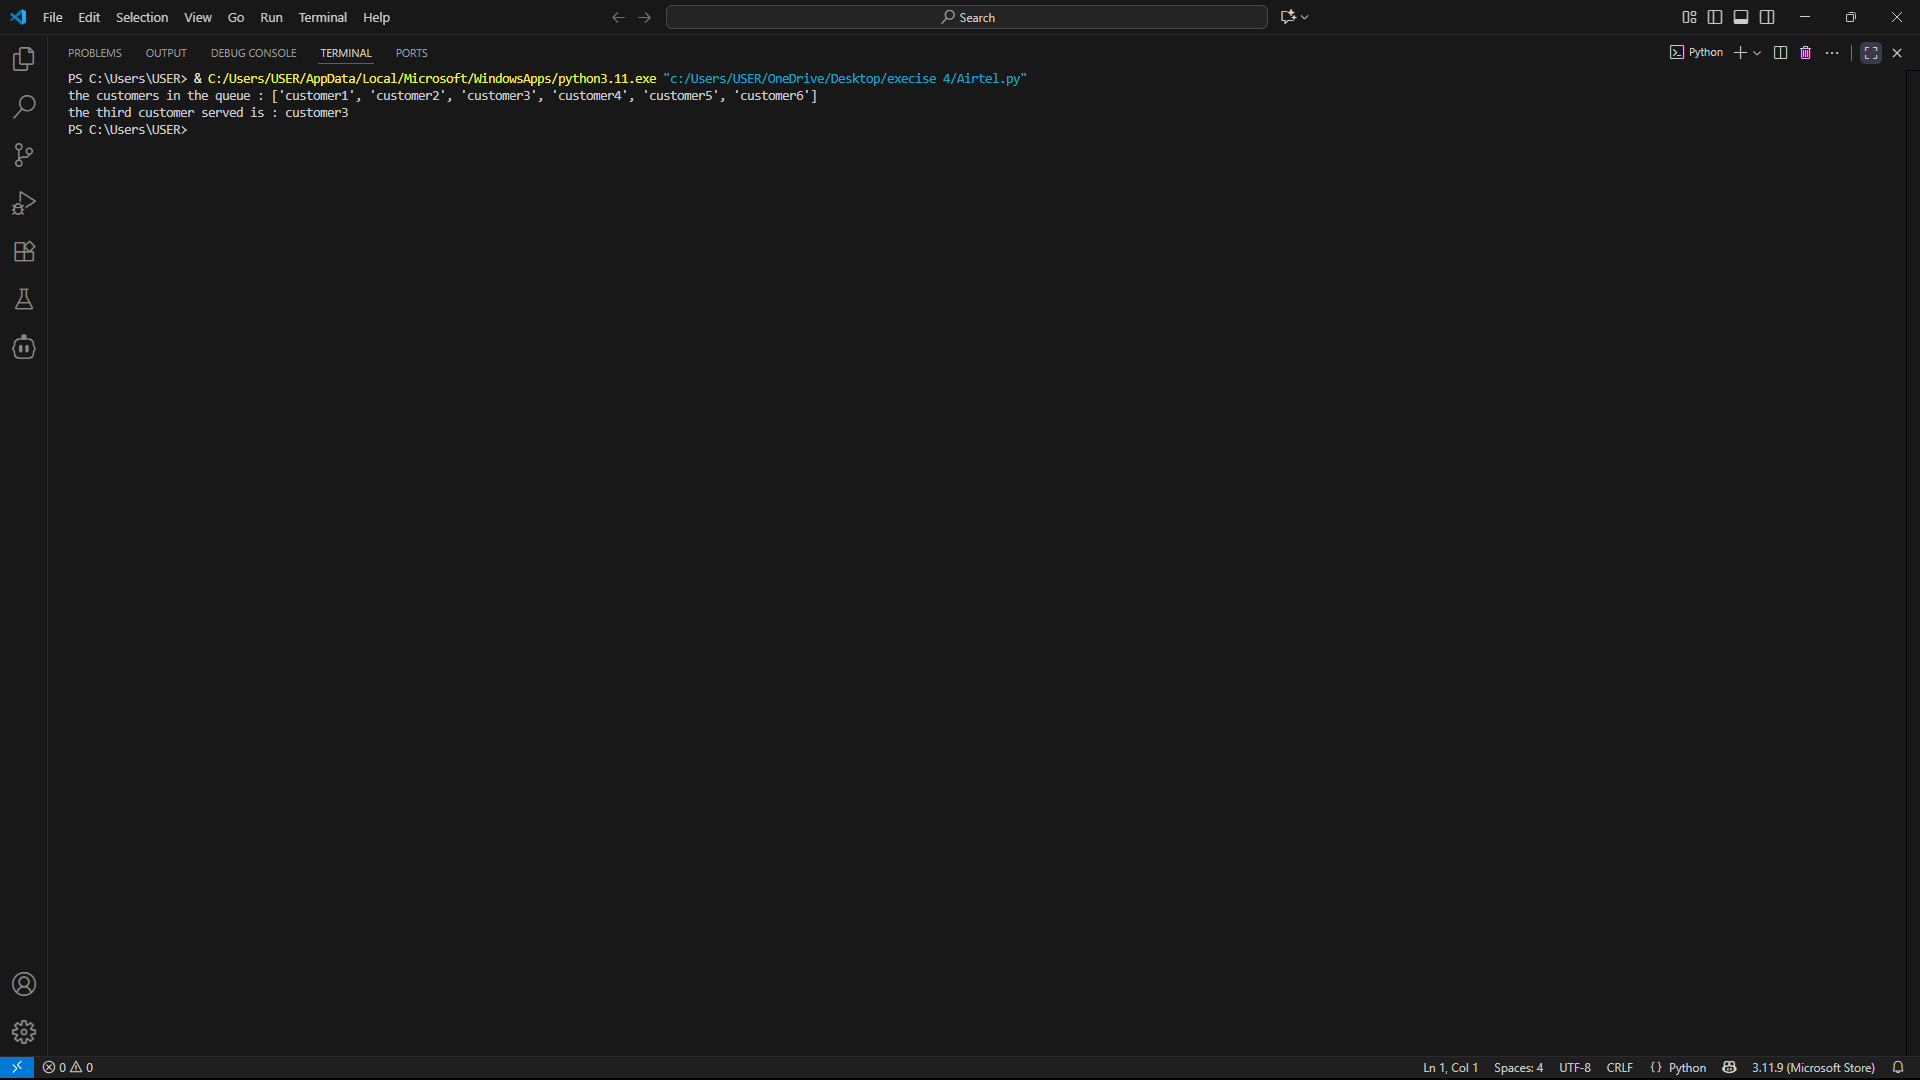 File Edit Selection View Go Run Terminal Help Search
PROBLEMS OUTPUT DEBUG CONSOLE TERMINAL PORTS Python
PS C:\Users\USER> & C:/Users/USER/AppData/Local/Microsoft/WindowsApps/python3.11.exe "c:/Users/USER/OneDrive/Desktop/execise 4/Airtel.py"
the customers in the queue : ['customer1', 'customer2', 'customer3', 'customer4', 'customer5', 'customer6']
the third customer served is : customer3
PS C:\Users\USER>
0 0 Ln 1, Col 1 Spaces: 4 UTF-8 CRLF {} Python 3.11.9 (Microsoft Store)